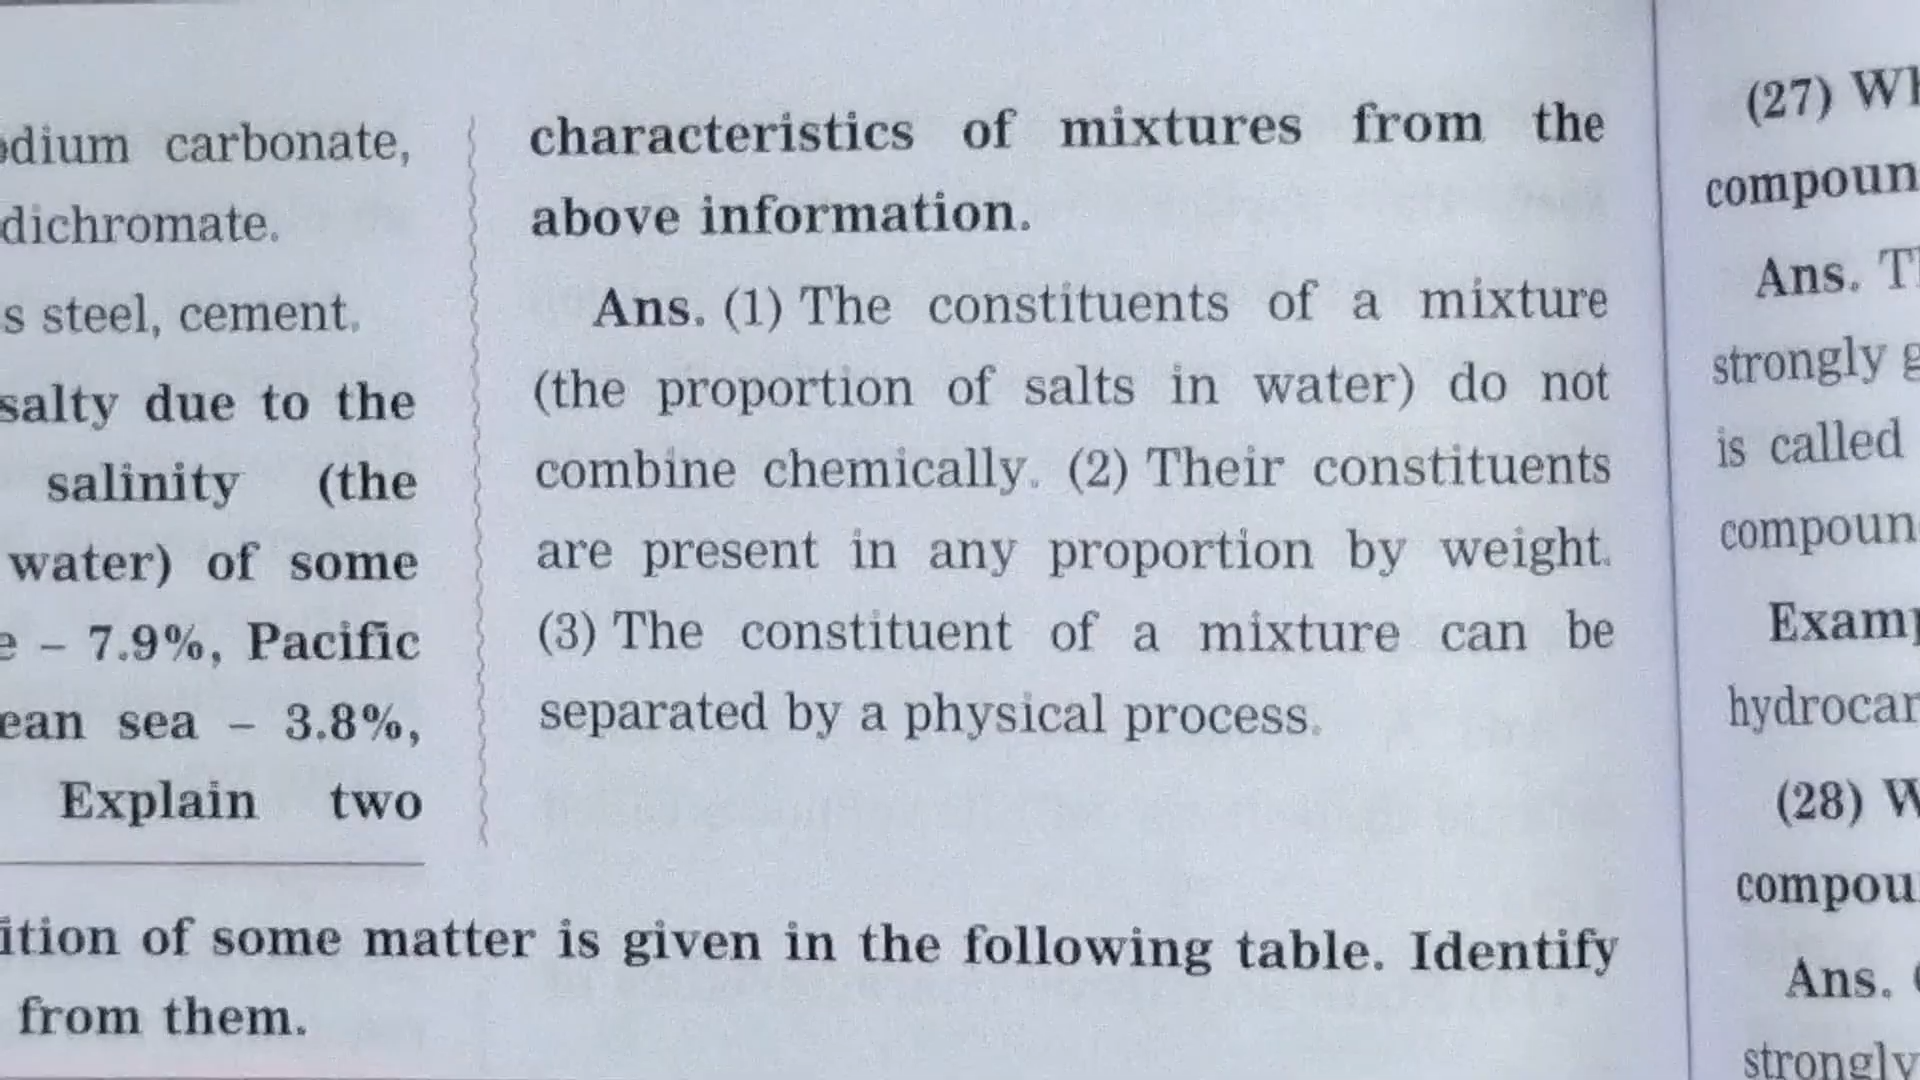 dium carbonate,
dichromate.
s steel, cement.
salty due to the
salinity (the
water) of some
e – 7.9%, Pacific
ean sea – 3.8%,
Explain two
characteristics of mixtures from the
above information.
Ans. (1) The constituents of a mixture
(the proportion of salts in water) do not
combine chemically. (2) Their constituents
are present in any proportion by weight.
(3) The constituent of a mixture can be
separated by a physical process.
ition of some matter is given in the following table. Identify
from them.
(27) Wh
compoun
Ans. T
strongly g
is called
compoun
Examp
hydrocar
(28) W
compou
Ans.
strongly